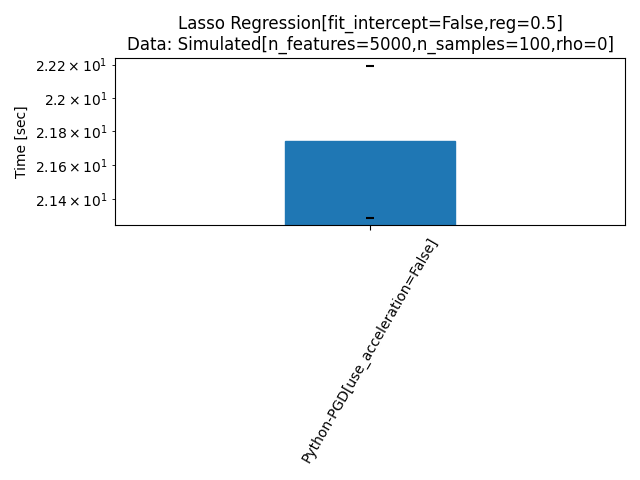 Lasso Regression[fit_intercept=False,reg=0.5]
Data: Simulated[n_features=5000,n_samples=100,rho=0]
Time [sec]
2.22 × 10¹
2.2 × 10¹
2.18 × 10¹
2.16 × 10¹
2.14 × 10¹
Python-PGD[use_acceleration=False]